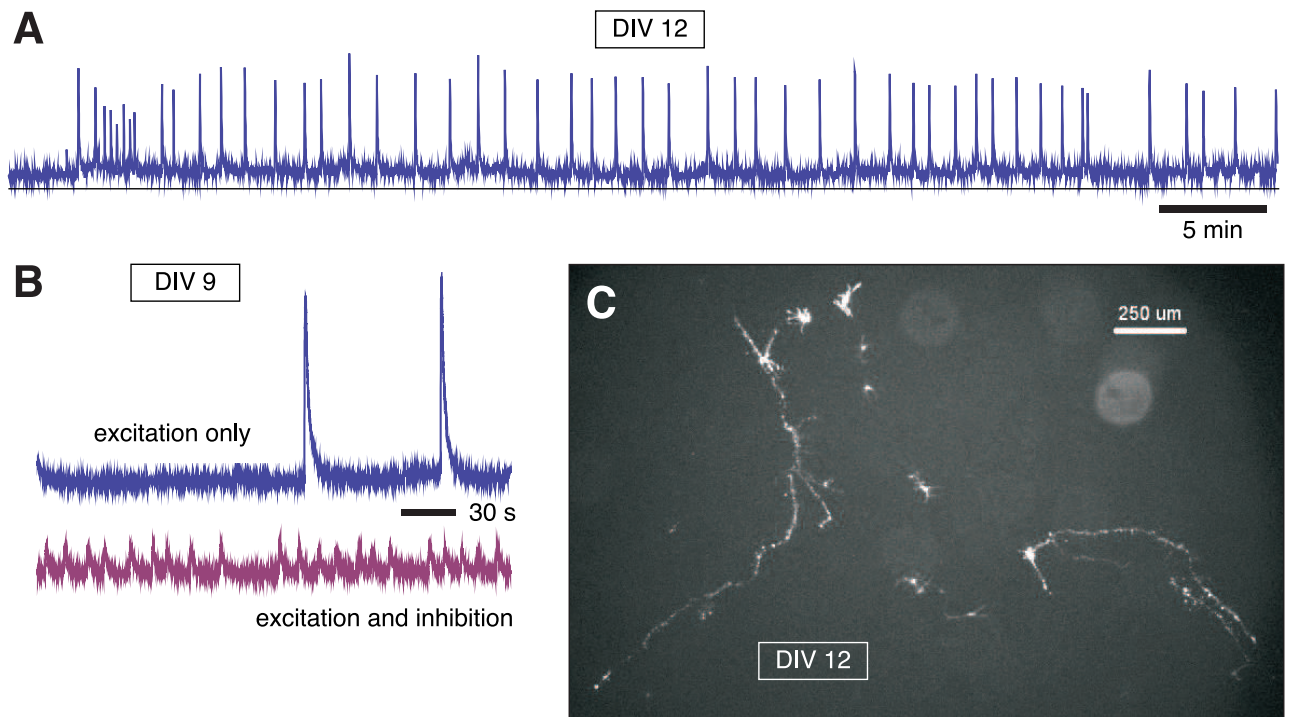 A
DIV 12
5 min
B
DIV 9
excitation only
30 s
excitation and inhibition
C
250 um
DIV 12